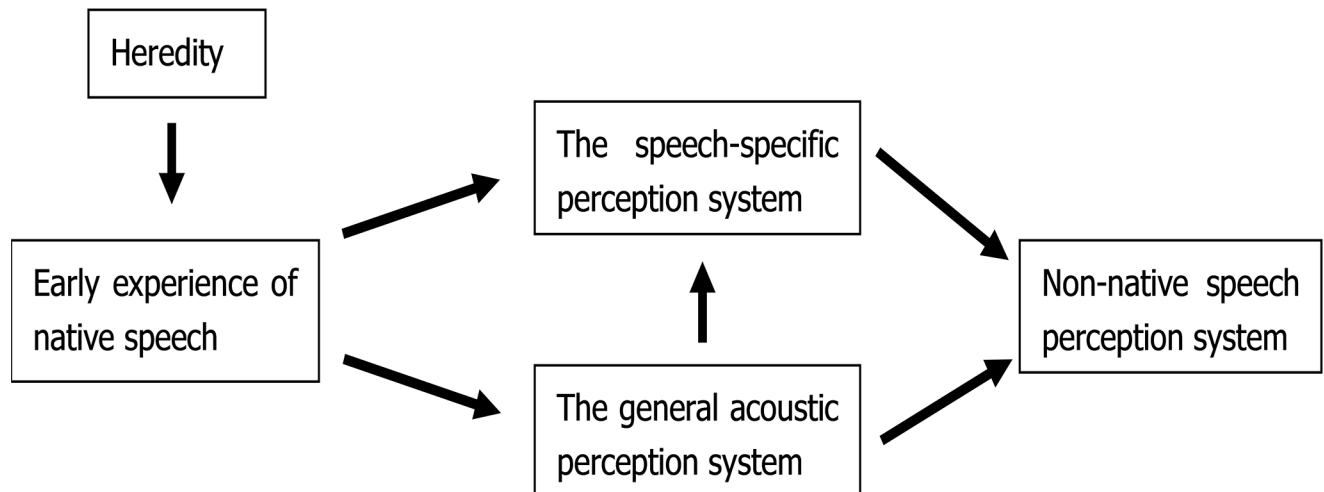 Heredity
The speech-specific
perception system
Early experience of
native speech
Non-native speech
perception system
The general acoustic
perception system